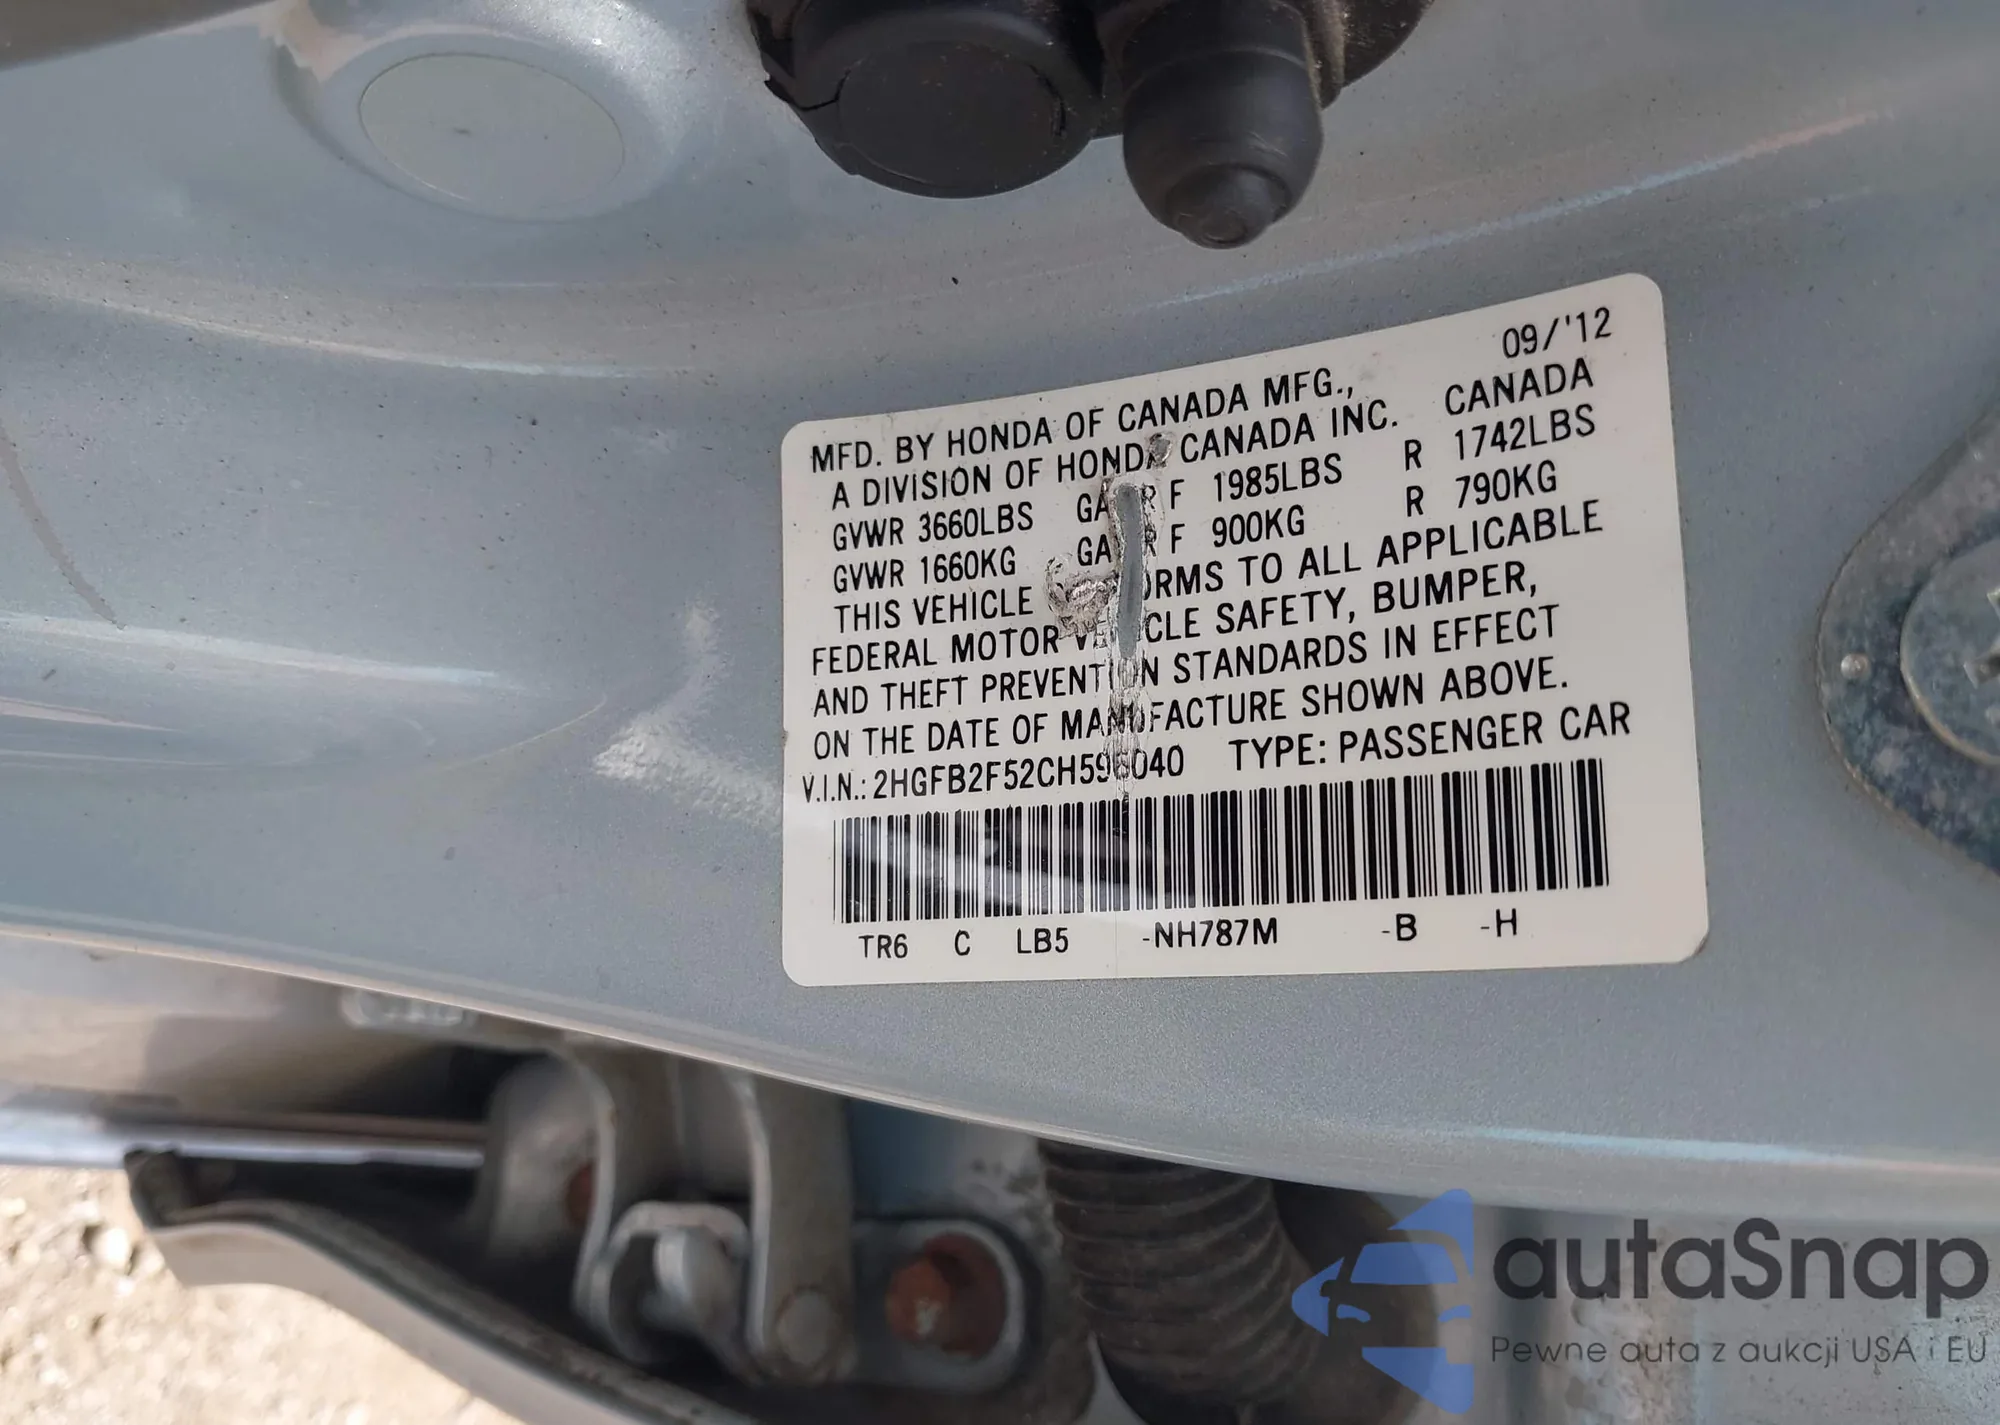 09/'12
MFD. BY HONDA OF CANADA MFG.,
A DIVISION OF HONDA CANADA INC. CANADA
GVWR 3660LBS GA R F 1985LBS R 1742LBS
GVWR 1660KG GA R F 900KG R 790KG
THIS VEHICLE ORMS TO ALL APPLICABLE
FEDERAL MOTOR VEHICLE SAFETY, BUMPER,
AND THEFT PREVENTION STANDARDS IN EFFECT
ON THE DATE OF MANUFACTURE SHOWN ABOVE.
V.I.N.: 2HGFB2F52CH596040 TYPE: PASSENGER CAR
TR6 C LB5 -NH787M -B -H
autaSnap
Pewne auta z aukcji USA i EU